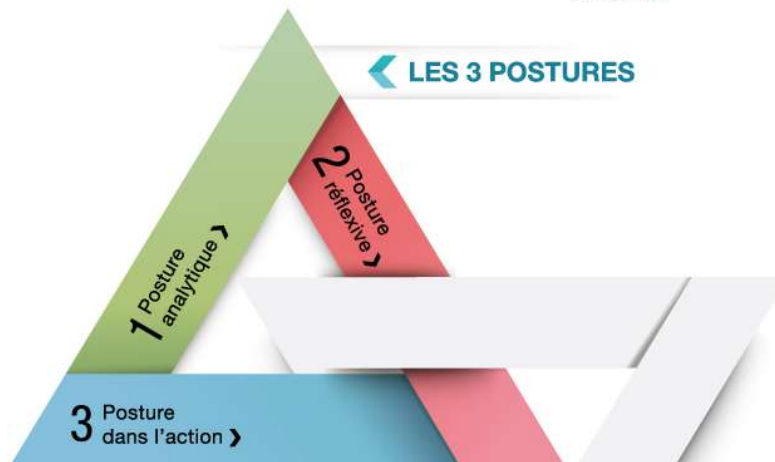 LES 3 POSTURES
1 Posture
analytique
2 Posture
réflexive
3 Posture
dans l'action